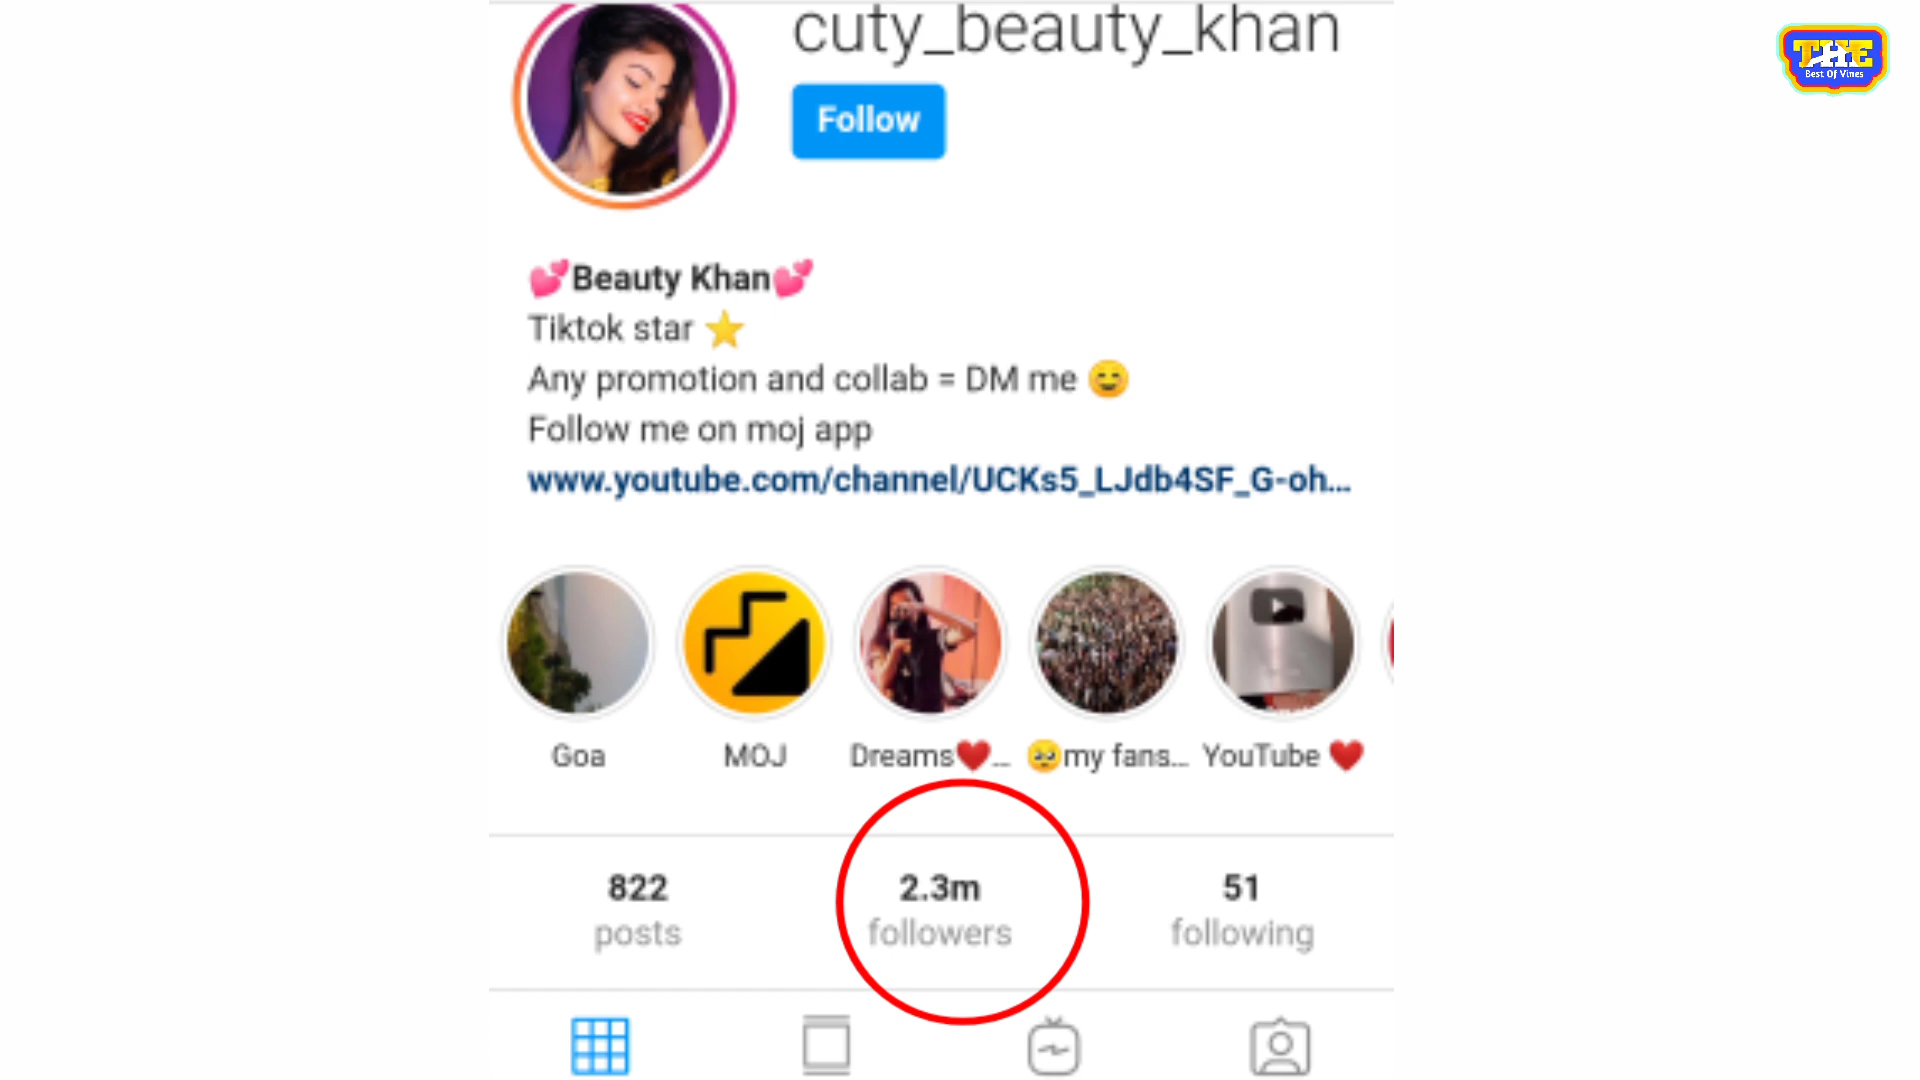 cuty_beauty_khan
THE
Best Of Vines
Follow
💕Beauty Khan💕
Tiktok star ⭐
Any promotion and collab = DM me 😊
Follow me on moj app
www.youtube.com/channel/UCKs5_LJdb4SF_G-oh...
Goa
MOJ
Dreams❤️...
🥺my fans...
YouTube ❤️
822
posts
2.3m
followers
51
following